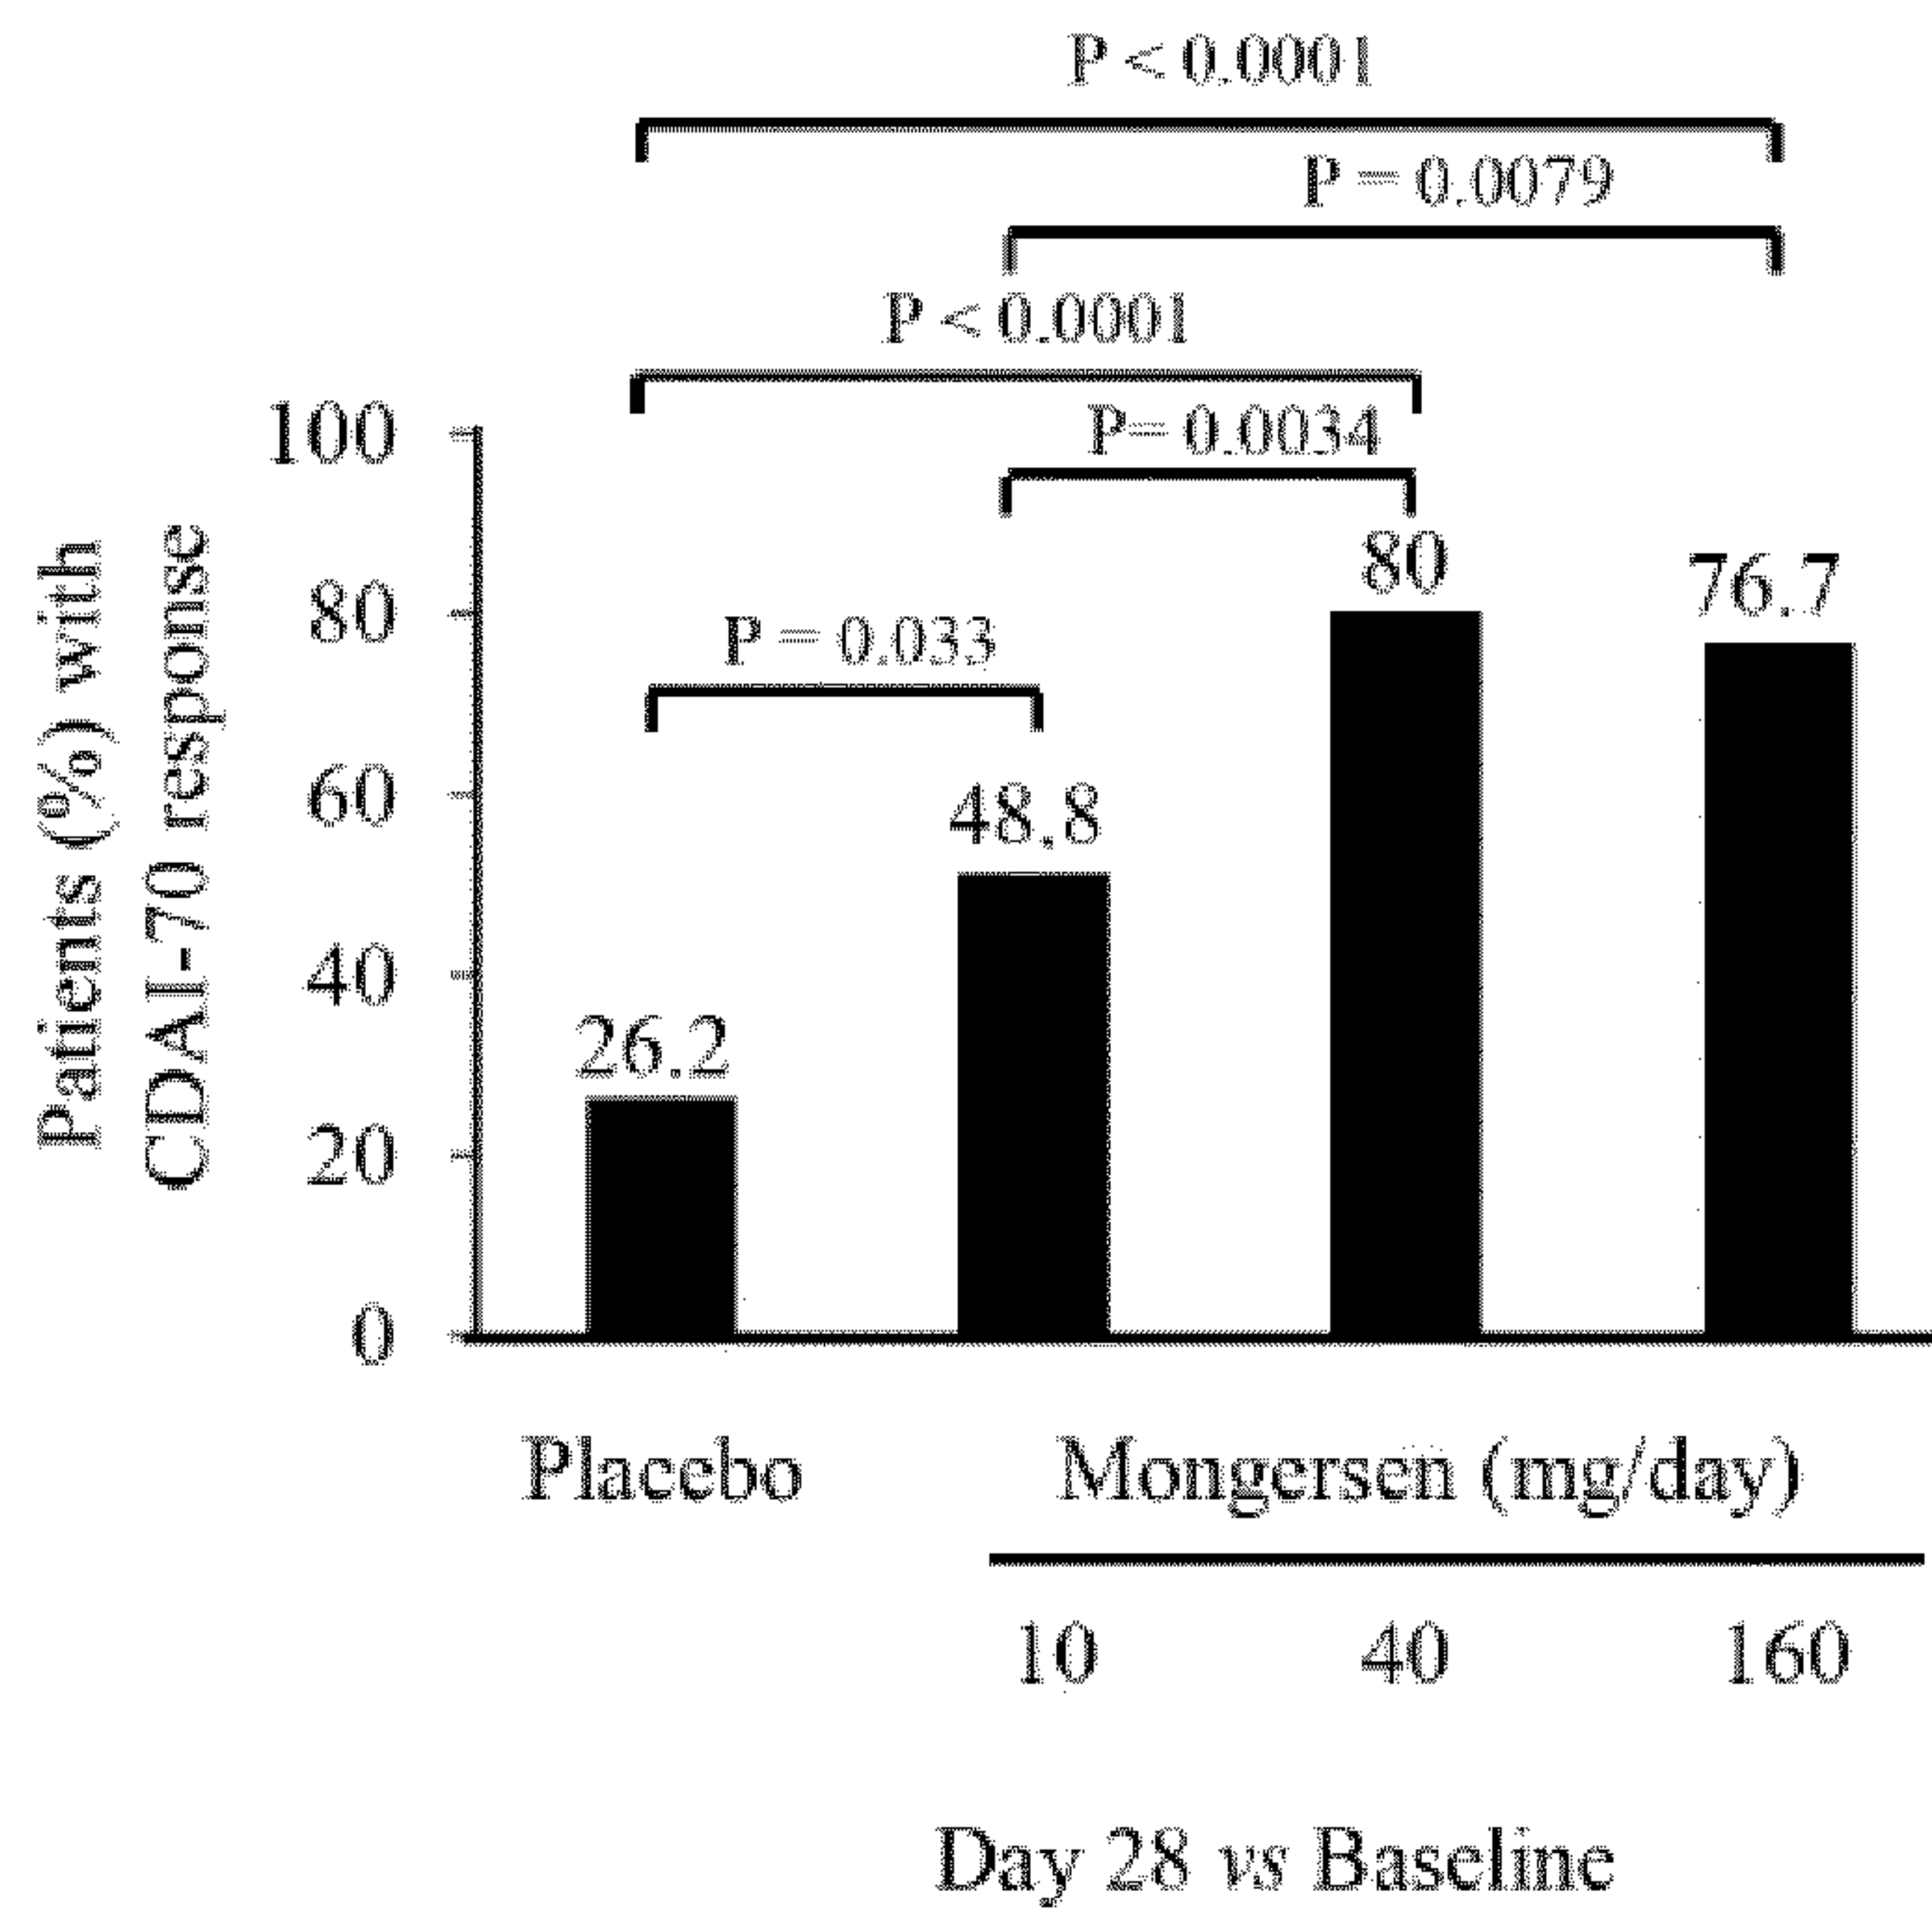 P < 0.0001
P = 0.0079
P < 0.0001
P= 0.0034
P = 0.033
Patients (%) with
CDAI-70 response
100
80
60
40
20
0
26.2
48.8
80
76.7
Placebo
Mongersen (mg/day)
10 40 160
Day 28 vs Baseline